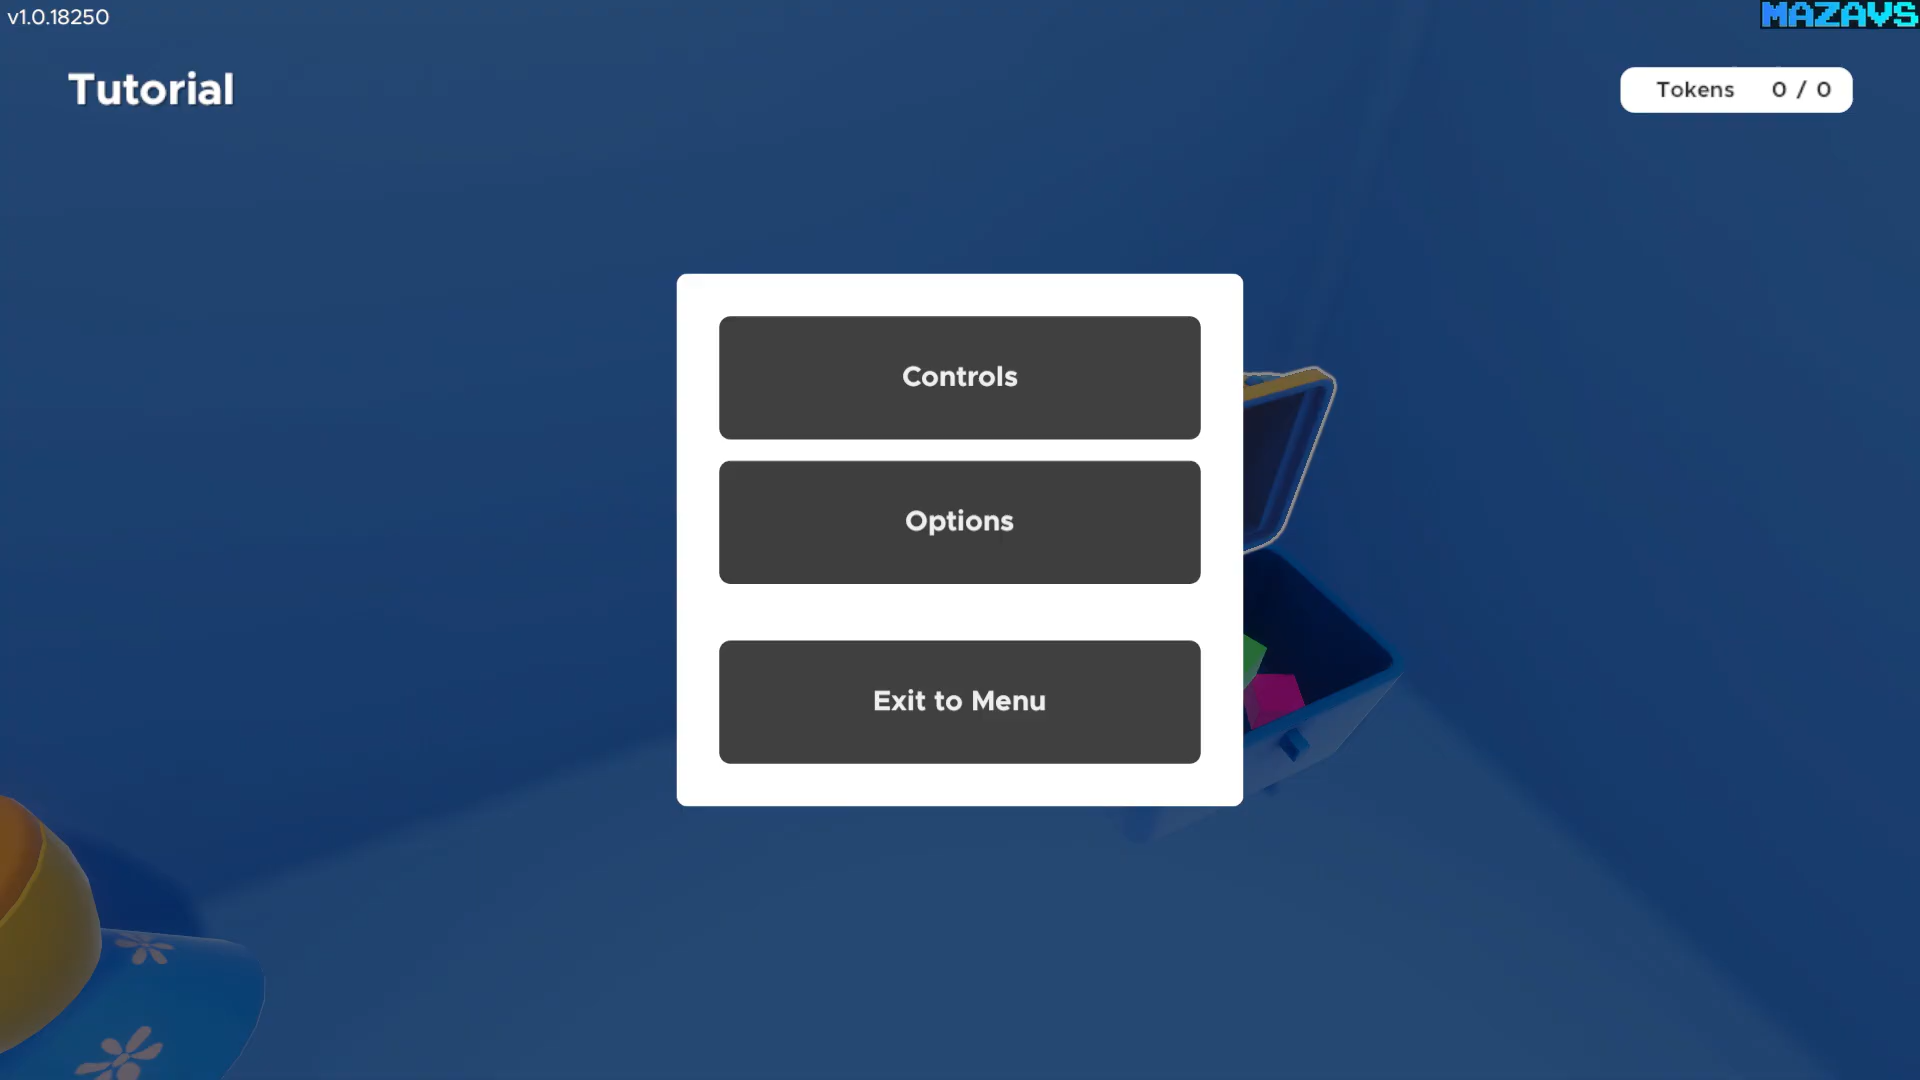 v1.0.18250
MAZAVS
Tutorial
Tokens 0 / 0
Controls
Options
Exit to Menu